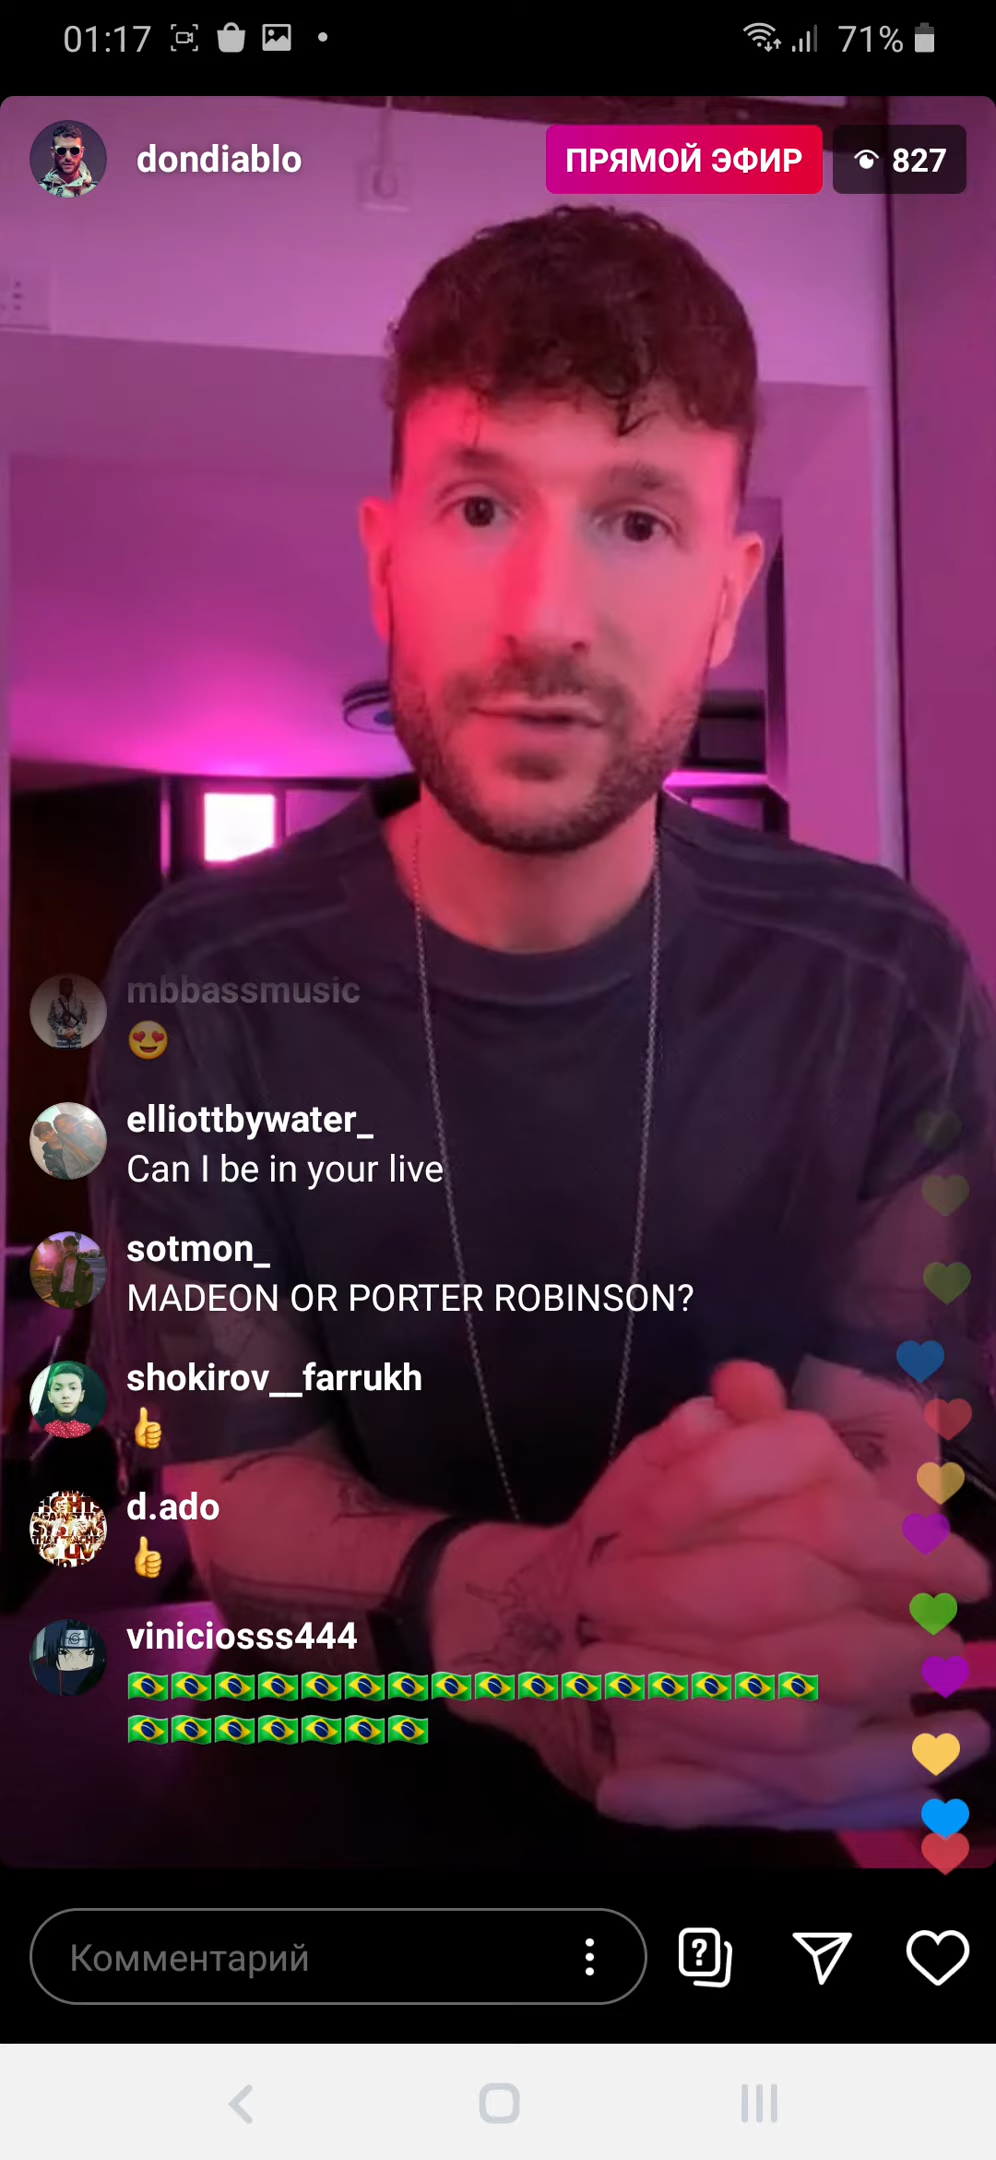 01:17
71%
dondiablo
ПРЯМОЙ ЭФИР
827
mbbassmusic
😍
elliottbywater_
Can I be in your live
sotmon_
MADEON OR PORTER ROBINSON?
shokirov__farrukh
👍
d.ado
👍
viniciosss444
🇧🇷🇧🇷🇧🇷🇧🇷🇧🇷🇧🇷🇧🇷🇧🇷🇧🇷🇧🇷🇧🇷🇧🇷🇧🇷🇧🇷🇧🇷🇧🇷
🇧🇷🇧🇷🇧🇷🇧🇷🇧🇷🇧🇷🇧🇷
Комментарий